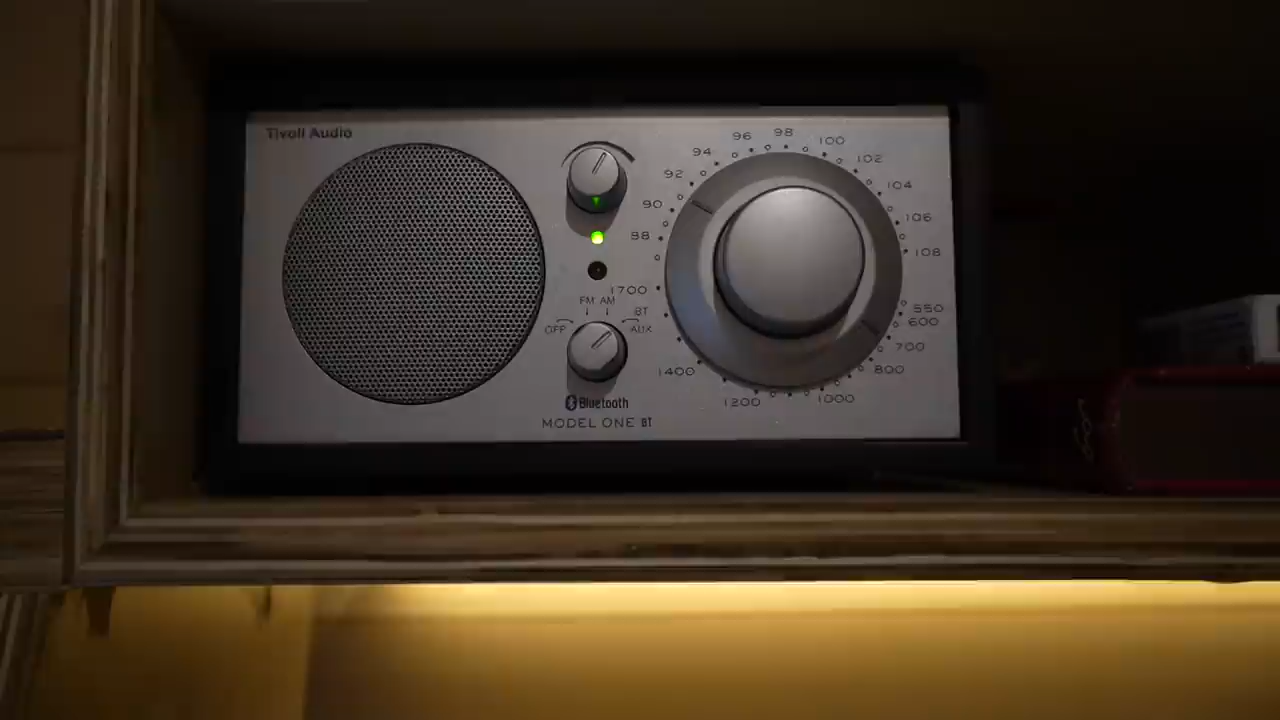 Tivoli Audio
96 98 100
94 102
92 104
90 106
88 108
1700
FM AM
BT
OFF AUX
550
600
700
1400 800
1200 1000
Bluetooth
MODEL ONE BT